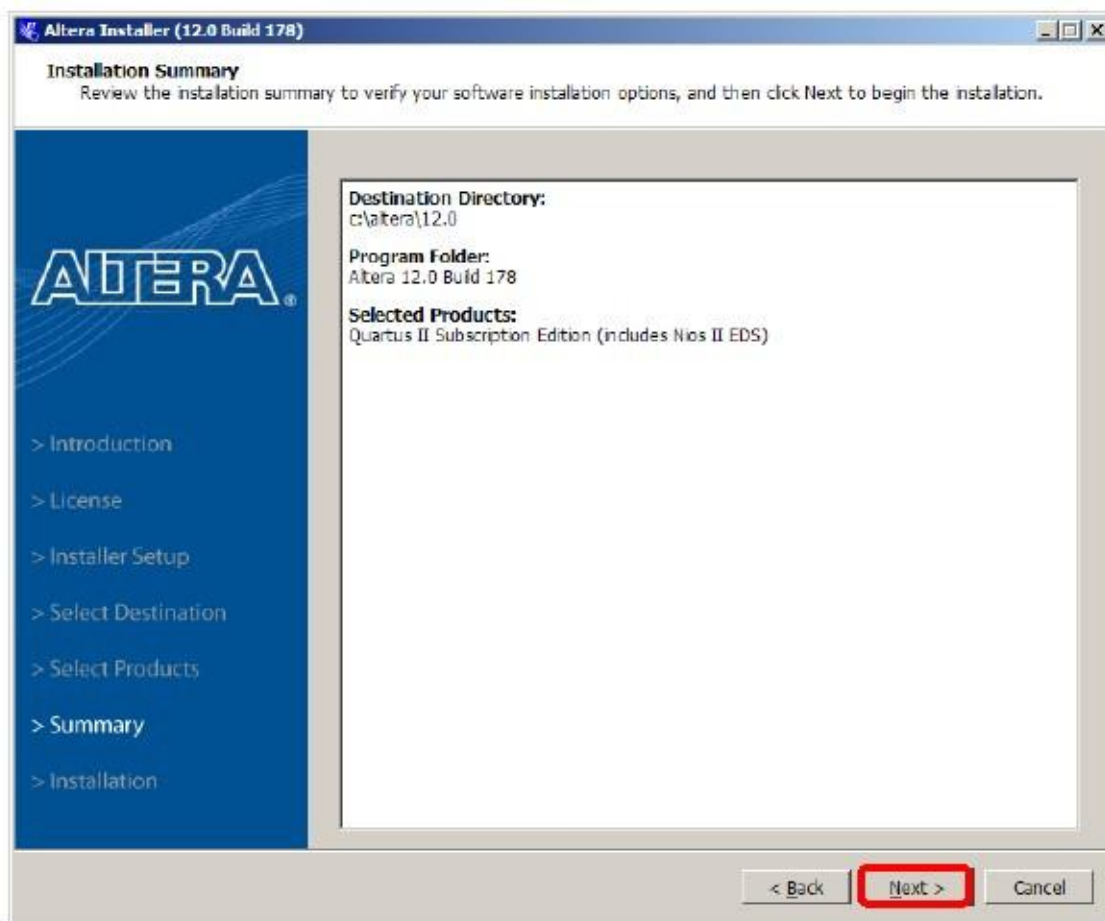 Altera Installer (12.0 Build 178)
Installation Summary
Review the installation summary to verify your software installation options, and then click Next to begin the installation.
Destination Directory:
c:\altera\12.0
Program Folder:
Altera 12.0 Build 178
Selected Products:
Quartus II Subscription Edition (includes Nios II EDS)
ALTERA®
> Introduction
> License
> Installer Setup
> Select Destination
> Select Products
> Summary
> Installation
< Back
Next >
Cancel